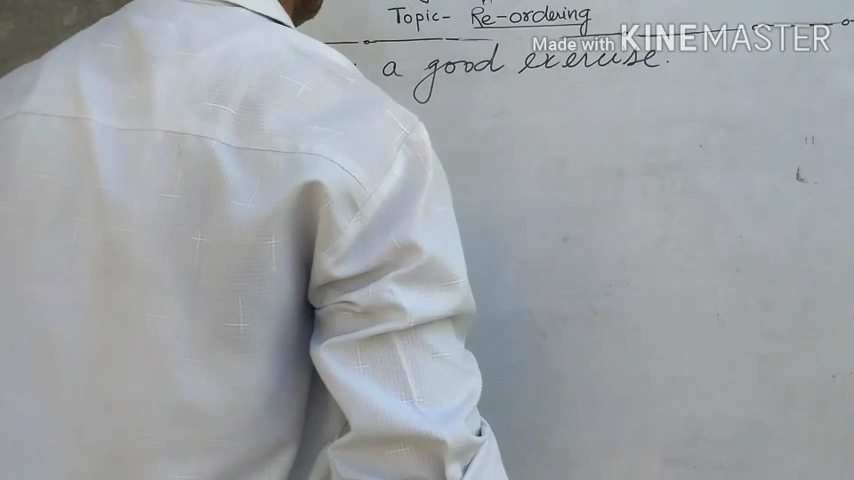 Topic- Re-ordering
Made with KINEMASTER
a good exercise.